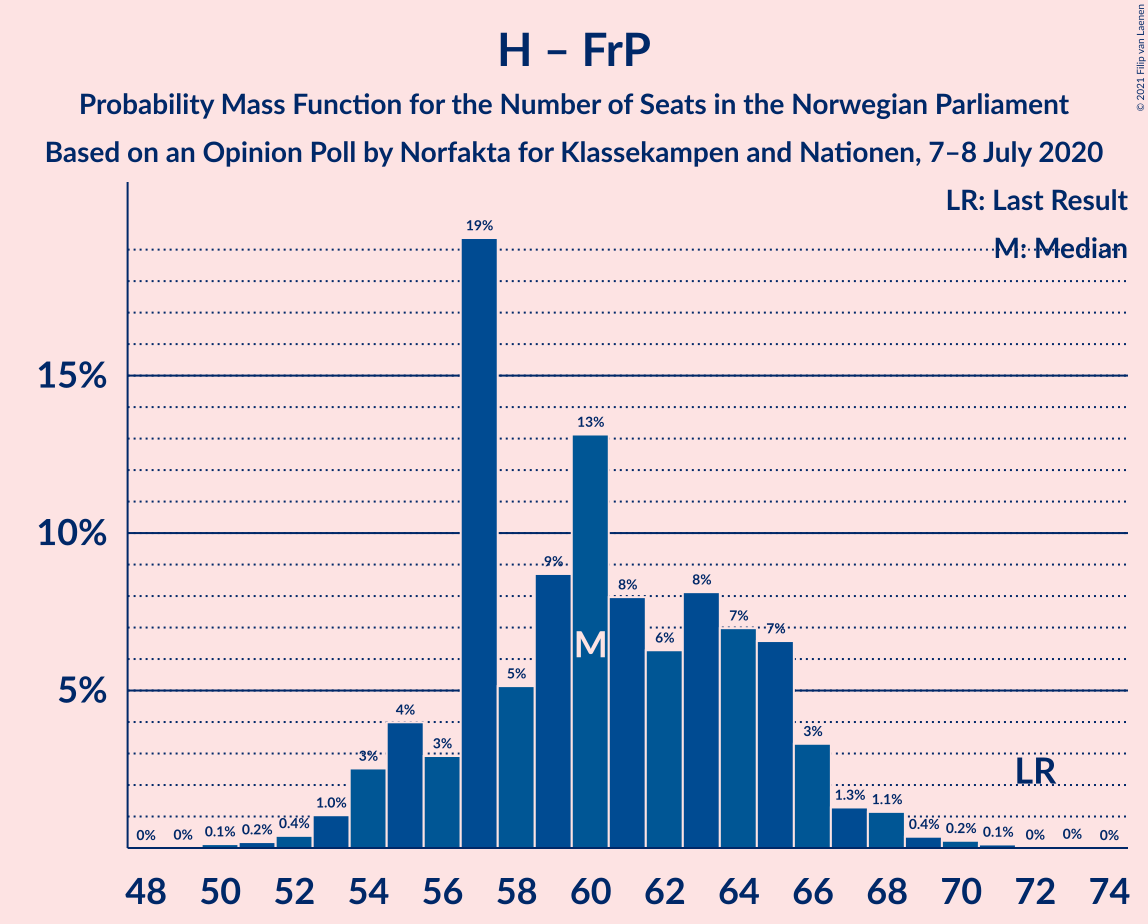 H – FrP
Probability Mass Function for the Number of Seats in the Norwegian Parliament
Based on an Opinion Poll by Norfakta for Klassekampen and Nationen, 7–8 July 2020
© 2021 Filip van Laenen
LR: Last Result
M: Median
15%
10%
5%
0% 0% 0.1% 0.2% 0.4% 1.0% 3% 4% 3% 19% 5% 9% 13% 8% 6% 8% 7% 7% 3% 1.3% 1.1% 0.4% 0.2% 0.1% 0% 0% 0%
M
LR
48 50 52 54 56 58 60 62 64 66 68 70 72 74